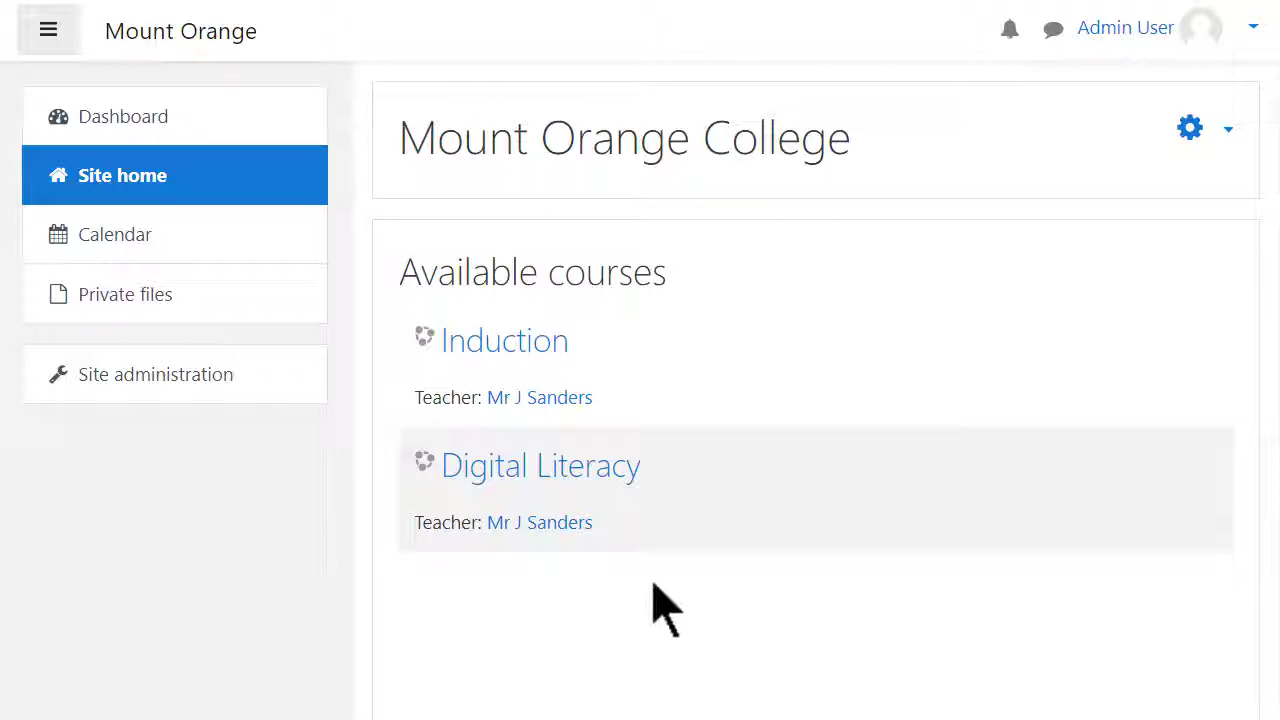 Mount Orange
Admin User
Dashboard
Site home
Calendar
Private files
Site administration
Mount Orange College
Available courses
Induction
Teacher: Mr J Sanders
Digital Literacy
Teacher: Mr J Sanders